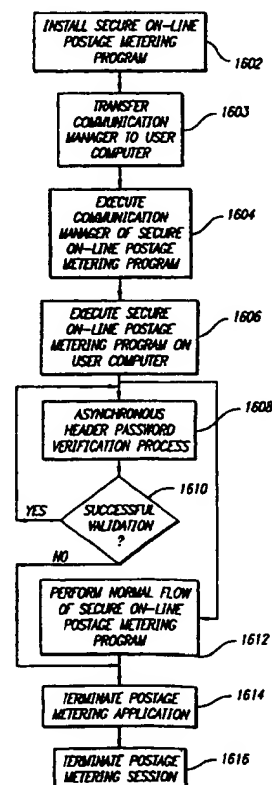 INSTALL SECURE ON-LINE
POSTAGE METERING
PROGRAM
1602
TRANSFER
COMMUNICATION
MANAGER TO USER
COMPUTER
1603
EXECUTE
COMMUNICATION
MANAGER OF SECURE
ON-LINE POSTAGE
METERING PROGRAM
1604
EXECUTE SECURE
ON-LINE POSTAGE
METERING PROGRAM ON
USER COMPUTER
1606
ASYNCHRONOUS
HEADER PASSWORD
VERIFICATION PROCESS
1608
SUCCESSFUL
VALIDATION
?
1610
YES
NO
PERFORM NORMAL FLOW
OF SECURE ON-LINE
POSTAGE METERING
PROGRAM
1612
TERMINATE POSTAGE
METERING APPLICATION
1614
TERMINATE POSTAGE
METERING SESSION
1616